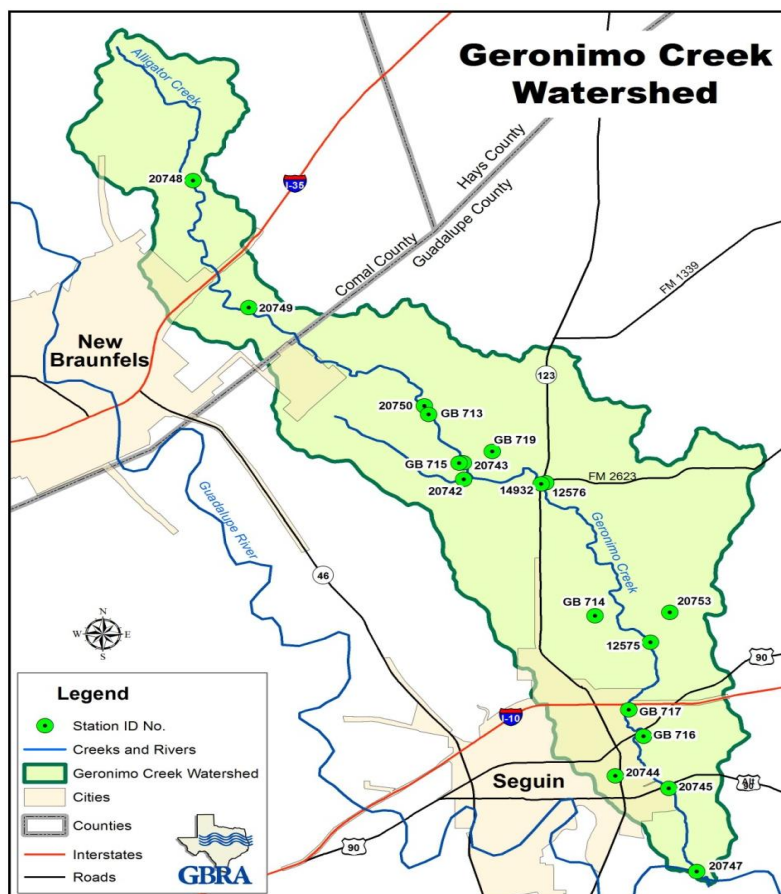 Geronimo Creek
Watershed
Alligator Creek
20748
I-35
Hays County
Comal County
Guadalupe County
FM 1339
20749
New
Braunfels
123
20750
GB 713
GB 719
GB 715
20743
20742
14932
12576
FM 2623
Guadalupe River
Geronimo Creek
46
GB 714
20753
12575
N
W
E
S
90
GB 717
I-10
GB 716
20744
Seguin
20745
Alt
90
90
20747
Legend
Station ID No.
Creeks and Rivers
Geronimo Creek Watershed
Cities
Counties
Interstates
Roads
GBRA